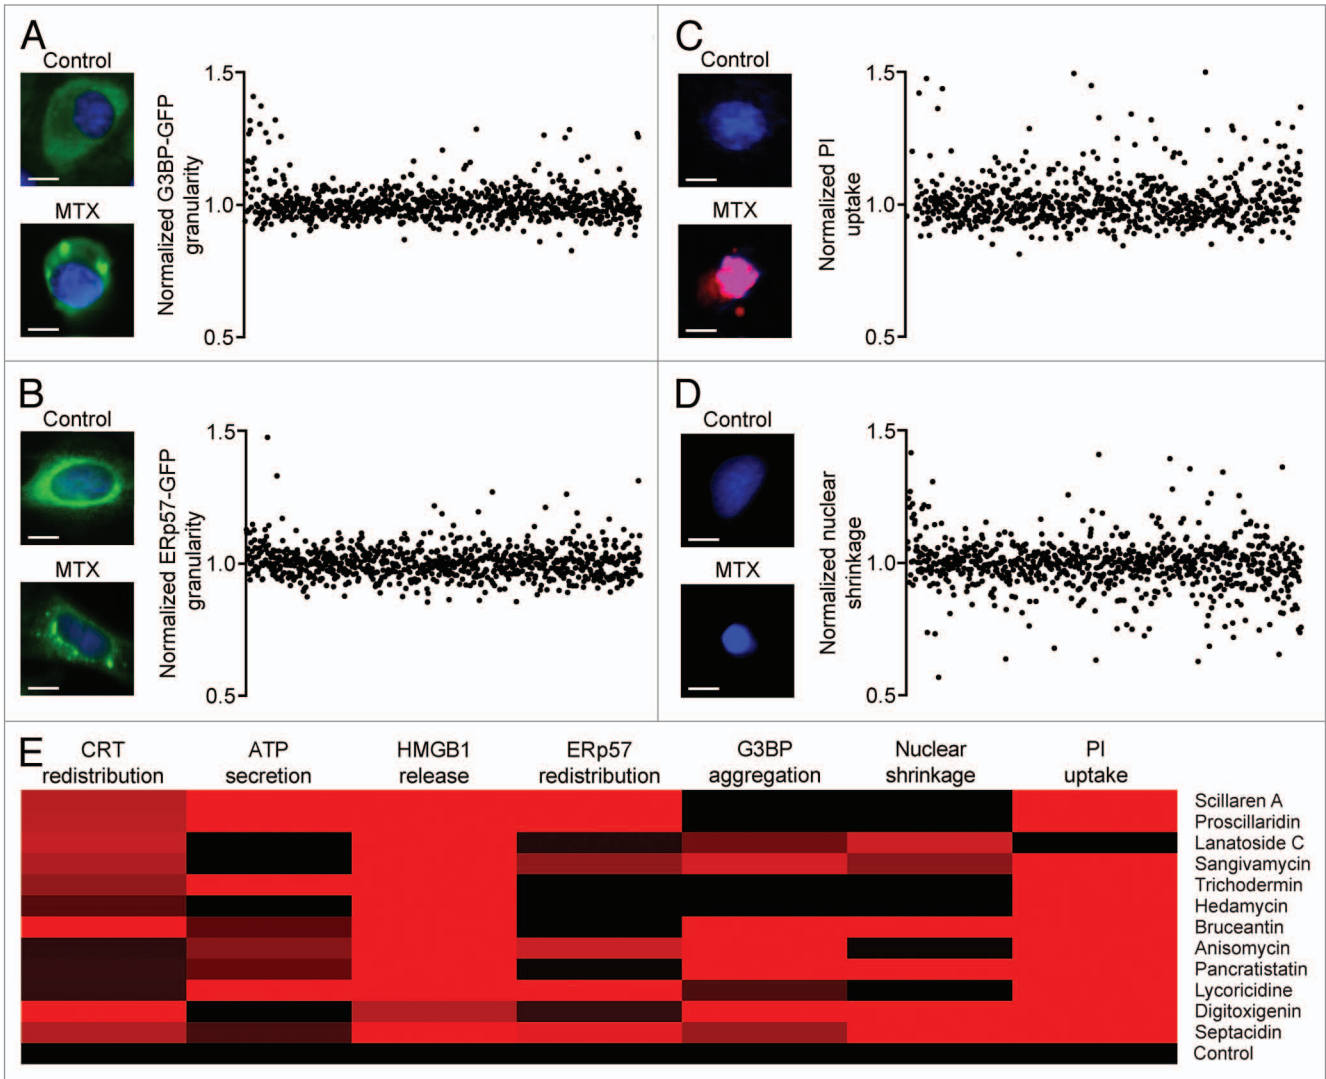 A
Control
MTX
Normalized G3BP-GFP
granularity
1.5
1.0
0.5
C
Control
MTX
Normalized PI
uptake
1.5
1.0
0.5
B
Control
MTX
Normalized ERp57-GFP
granularity
1.5
1.0
0.5
D
Control
MTX
Normalized nuclear
shrinkage
1.5
1.0
0.5
E
CRT
redistribution
ATP
secretion
HMGB1
release
ERp57
redistribution
G3BP
aggregation
Nuclear
shrinkage
PI
uptake
Scillaren A
Proscillaridin
Lanatoside C
Sangivamycin
Trichodermin
Hedamycin
Bruceantin
Anisomycin
Pancratistatin
Lycoricidine
Digitoxigenin
Septacidin
Control